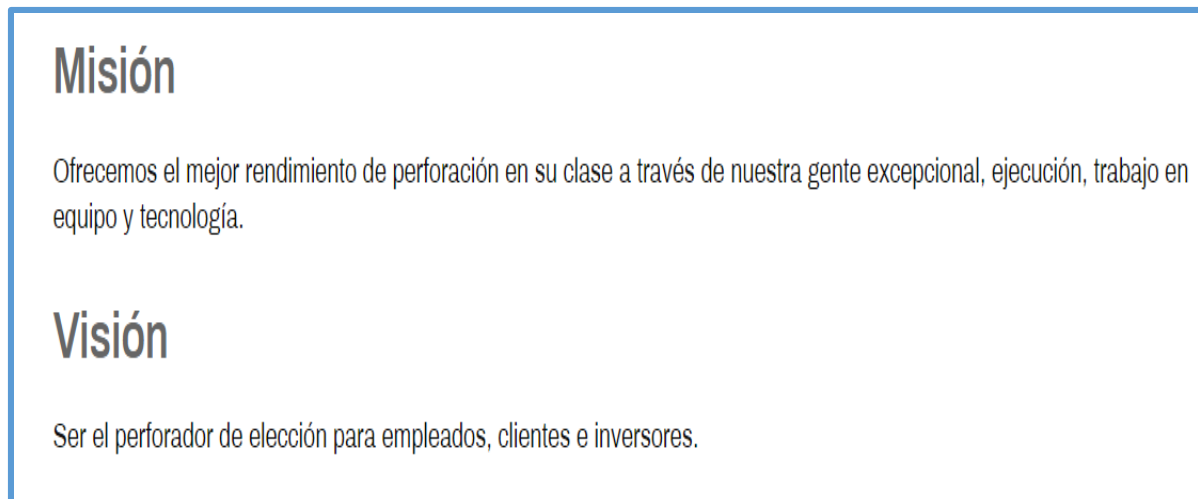 Misión
Ofrecemos el mejor rendimiento de perforación en su clase a través de nuestra gente excepcional, ejecución, trabajo en
equipo y tecnología.
Visión
Ser el perforador de elección para empleados, clientes e inversores.